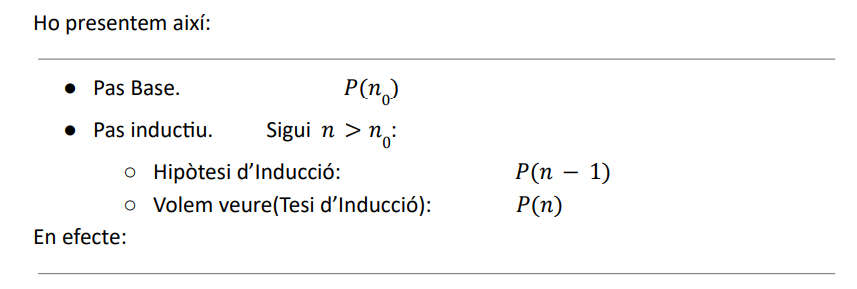 Ho presentem així:
● Pas Base. P(n₀)
● Pas inductiu. Sigui n > n₀:
○ Hipòtesi d’Inducció: P(n − 1)
○ Volem veure(Tesi d’Inducció): P(n)
En efecte: